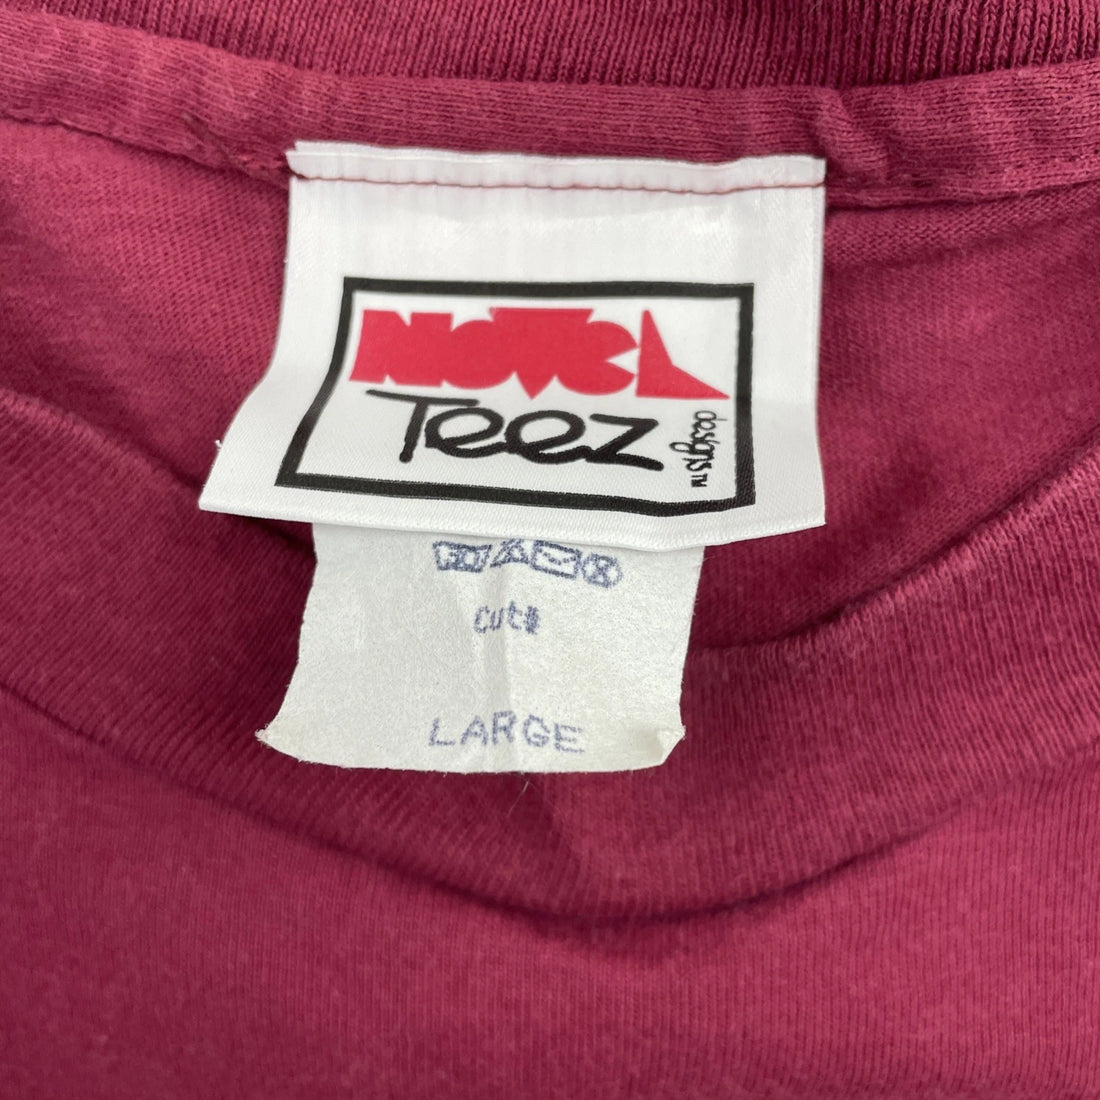 NOVEL
Teez
designs™
Cut#
LARGE